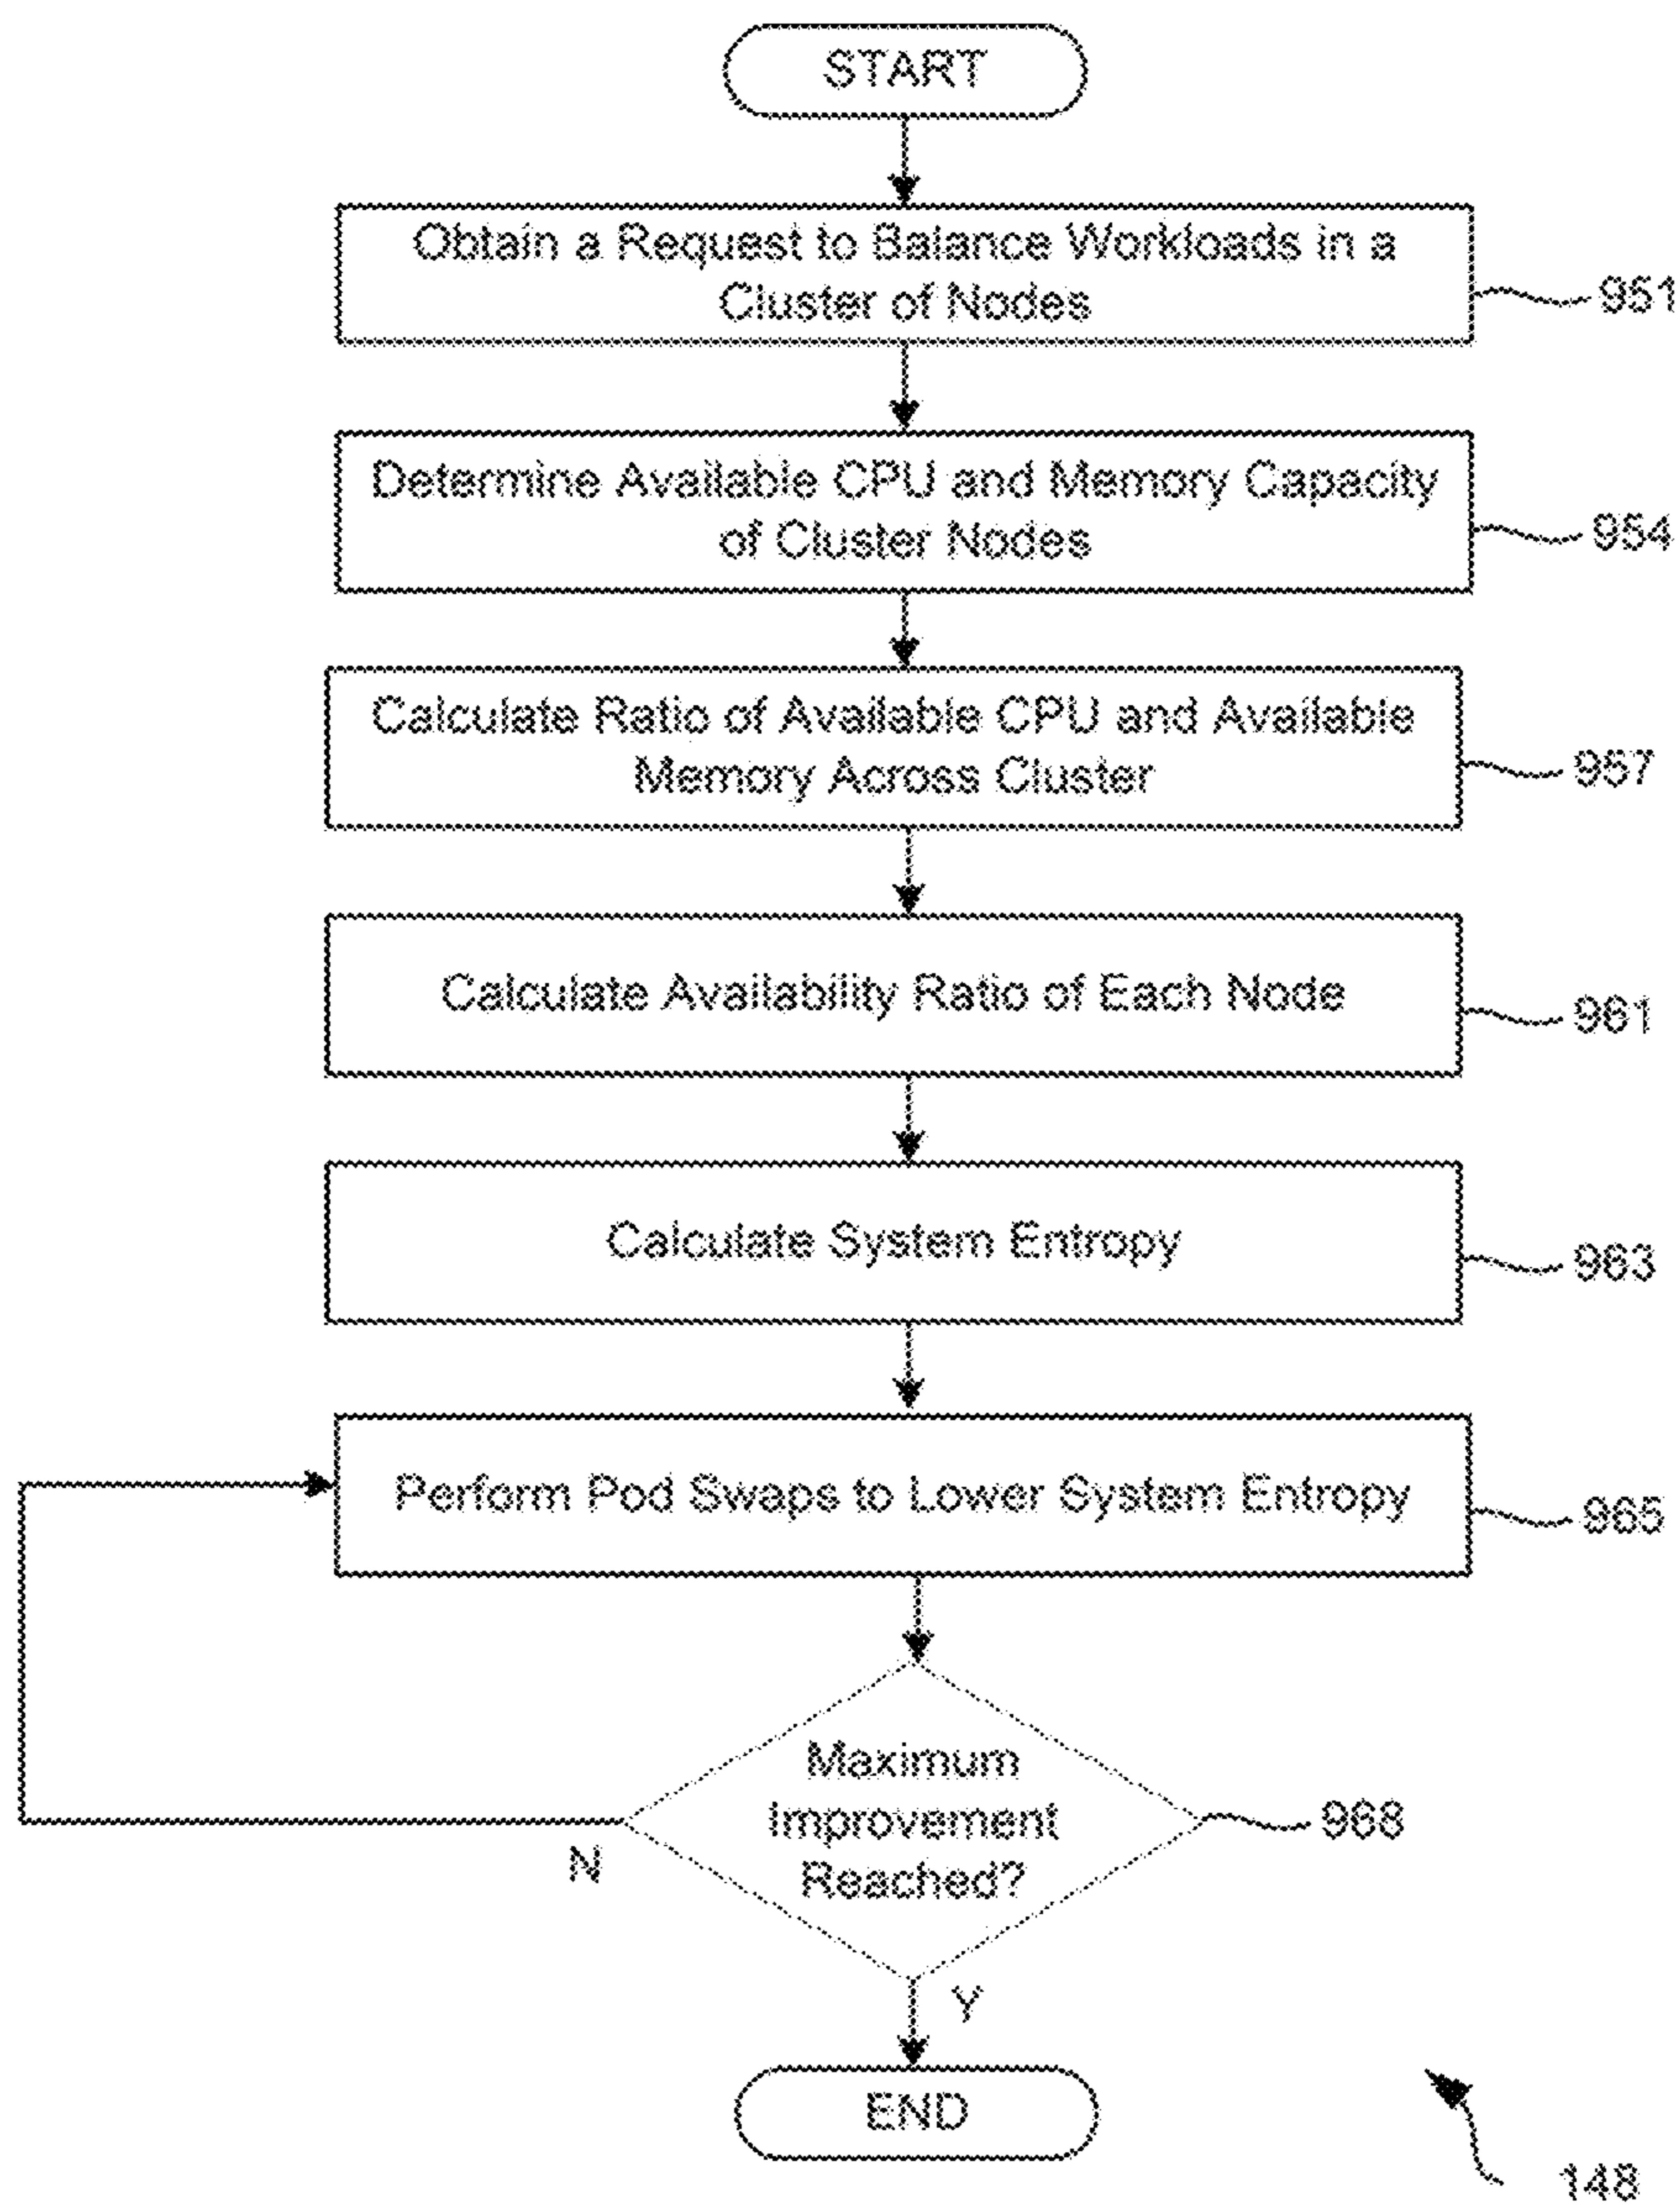 START
Obtain a Request to Balance Workloads in a
Cluster of Nodes
951
Determine Available CPU and Memory Capacity
of Cluster Nodes
954
Calculate Ratio of Available CPU and Available
Memory Across Cluster
957
Calculate Availability Ratio of Each Node
961
Calculate System Entropy
963
Perform Pod Swaps to Lower System Entropy
965
Maximum
Improvement
Reached?
968
N
Y
END
148